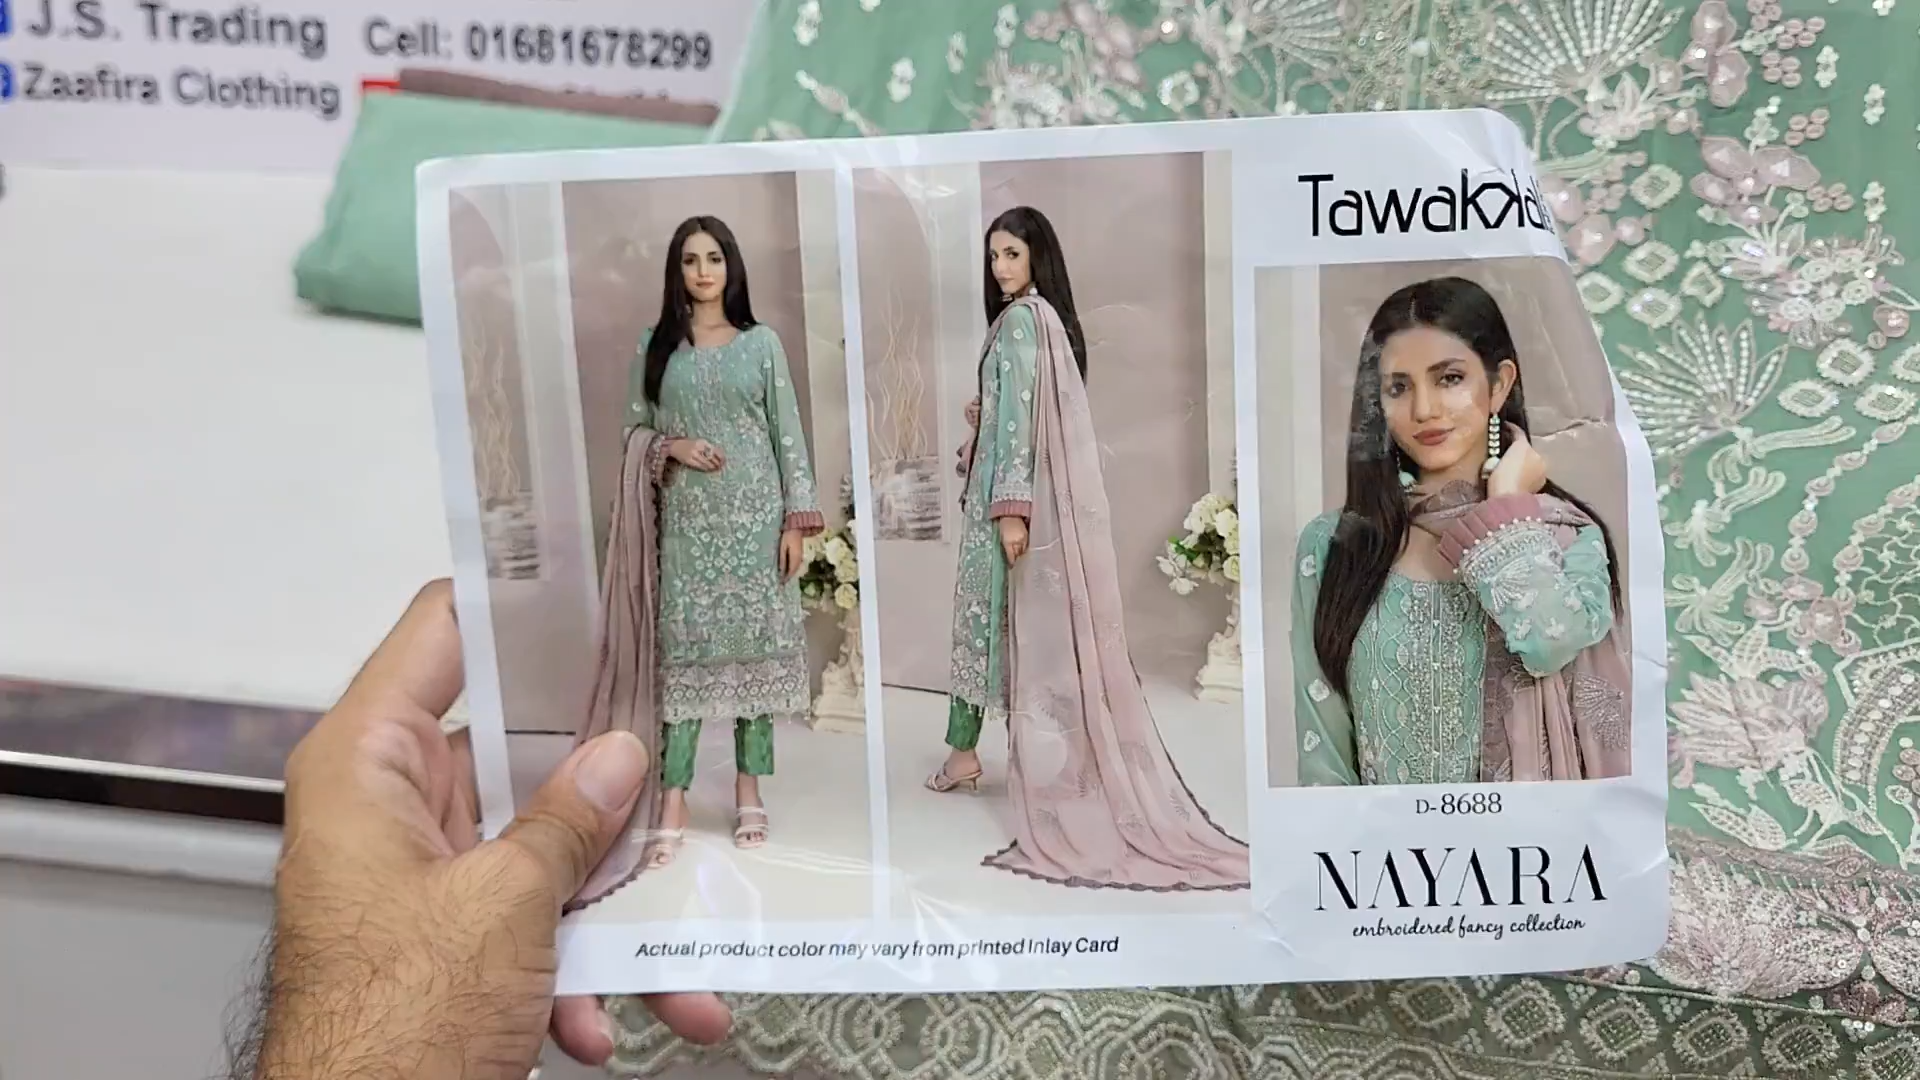 J.S. Trading Cell: 01681678299
Zaafira Clothing
Tawakkal
D-8688
NAYARA
embroidered fancy collection
Actual product color may vary from printed Inlay Card